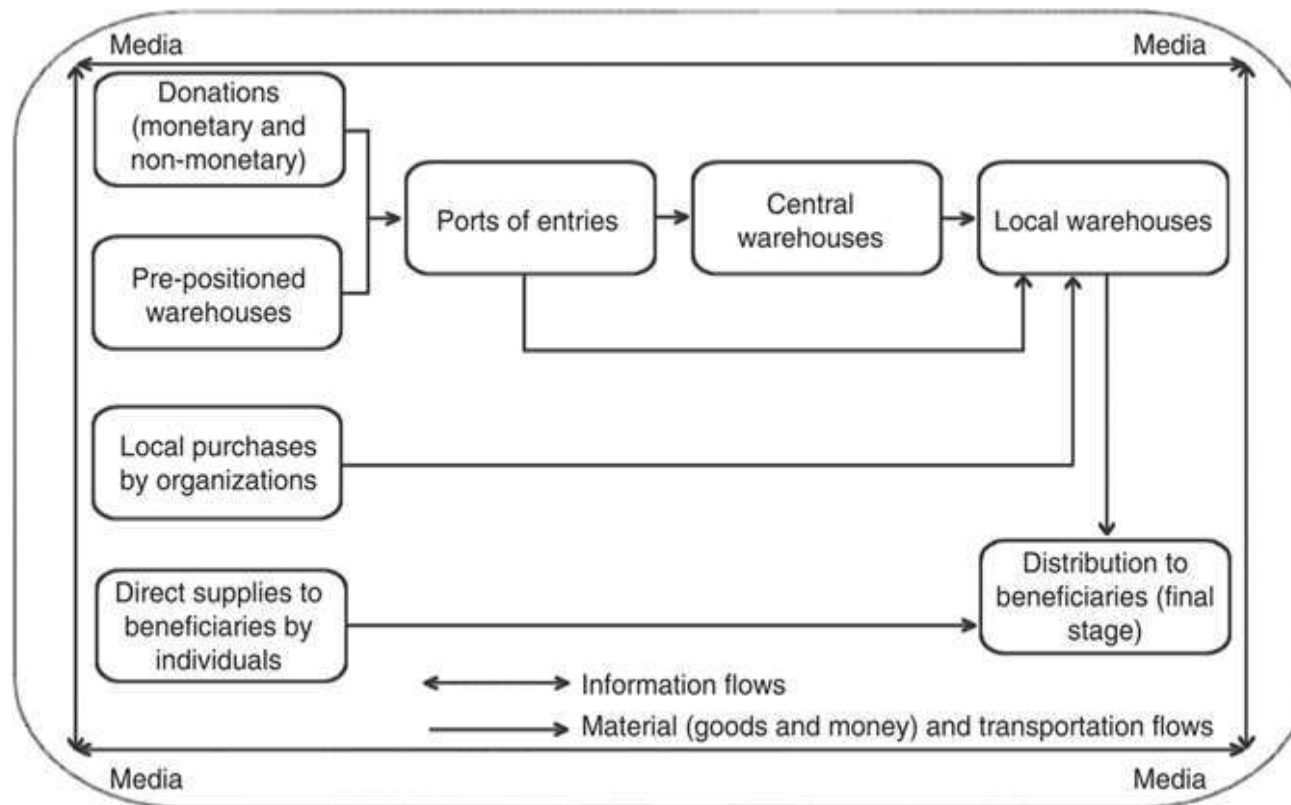 Media
Media
Donations
(monetary and
non-monetary)
Ports of entries
Central
warehouses
Local warehouses
Pre-positioned
warehouses
Local purchases
by organizations
Direct supplies to
beneficiaries by
individuals
Distribution to
beneficiaries (final
stage)
Information flows
Material (goods and money) and transportation flows
Media
Media